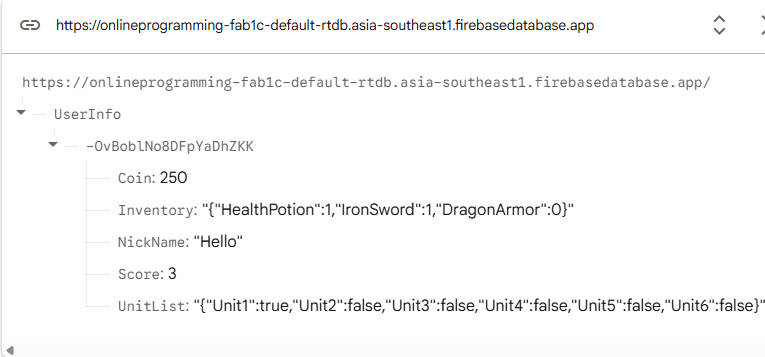 https://onlineprogramming-fab1c-default-rtdb.asia-southeast1.firebasedatabase.app
https://onlineprogramming-fab1c-default-rtdb.asia-southeast1.firebasedatabase.app/
UserInfo
-OvBoblNo8DFpYaDhZKK
Coin: 250
Inventory: "{"HealthPotion":1,"IronSword":1,"DragonArmor":0}"
NickName: "Hello"
Score: 3
UnitList: "{"Unit1":true,"Unit2":false,"Unit3":false,"Unit4":false,"Unit5":false,"Unit6":false}"